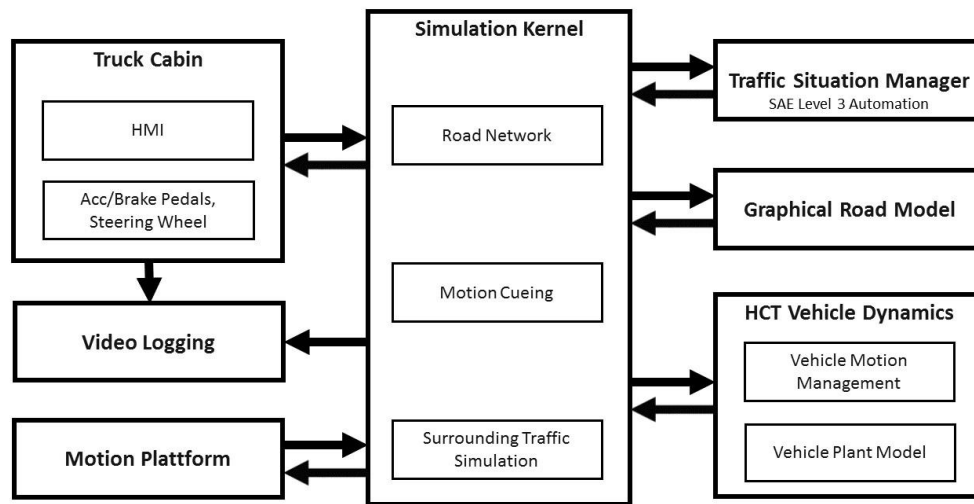 Truck Cabin
HMI
Acc/Brake Pedals,
Steering Wheel
Video Logging
Motion Plattform
Simulation Kernel
Road Network
Motion Cueing
Surrounding Traffic
Simulation
Traffic Situation Manager
SAE Level 3 Automation
Graphical Road Model
HCT Vehicle Dynamics
Vehicle Motion
Management
Vehicle Plant Model